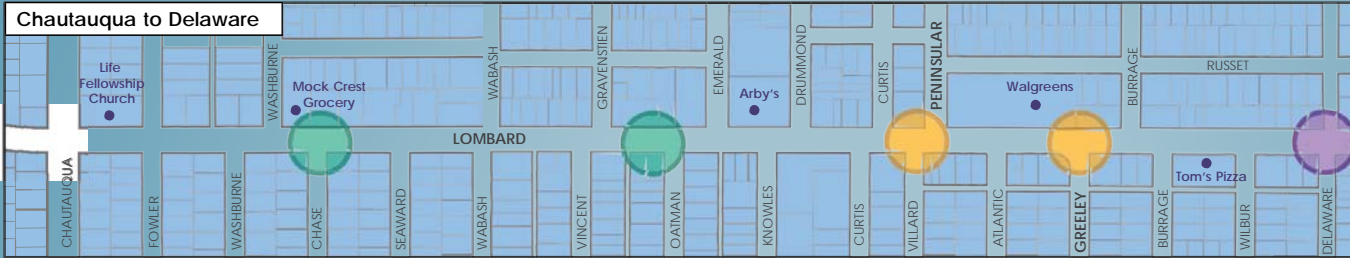 Chautauqua to Delaware
Life
Fellowship
Church
WASHBURNE
Mock Crest
Grocery
WABASH
GRAVENSTIEN
EMERALD
Arby's
DRUMMOND
CURTIS
PENINSULAR
Walgreens
BURRAGE
RUSSET
LOMBARD
CHAUTAUQUA
FOWLER
WASHBURNE
CHASE
SEAWARD
WABASH
VINCENT
OATMAN
KNOWLES
CURTIS
VILLARD
ATLANTIC
GREELEY
BURRAGE
Tom's Pizza
WILBUR
DELAWARE